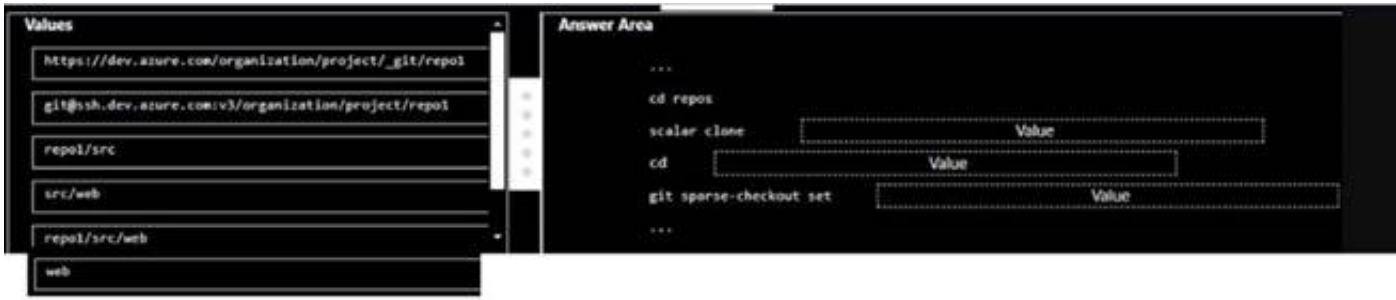 Values
https://dev.azure.com/organization/project/_git/repo1
git@ssh.dev.azure.com:v3/organization/project/repo1
repo1/src
src/web
repo1/src/web
web
Answer Area
...
cd repos
scalar clone Value
cd Value
git sparse-checkout set Value
...